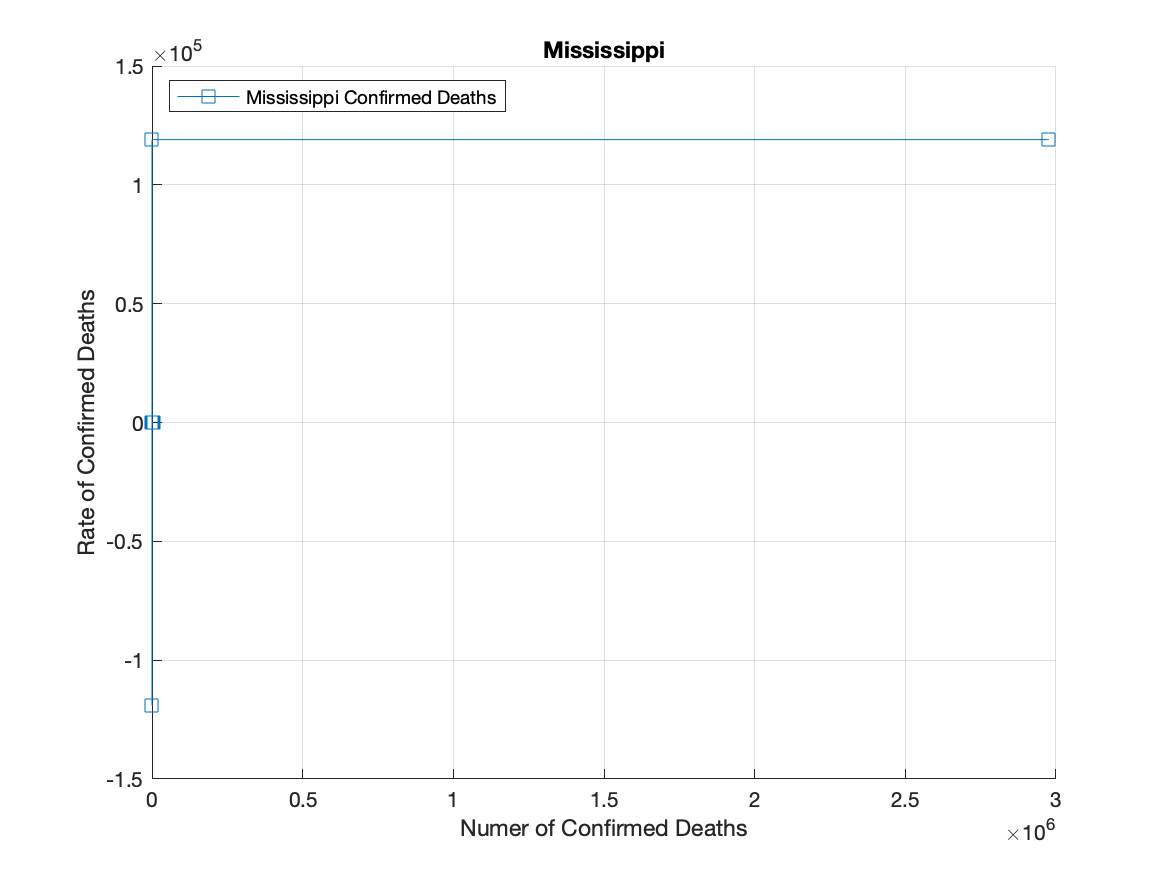 Mississippi
×10^5
Mississippi Confirmed Deaths
1.5
1
0.5
0
-0.5
-1
-1.5
Rate of Confirmed Deaths
0 0.5 1 1.5 2 2.5 3
Numer of Confirmed Deaths
×10^6